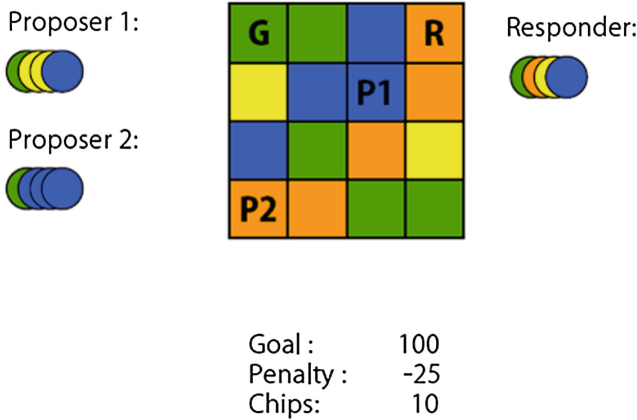 Proposer 1:
Proposer 2:
G
R
P1
P2
Responder:
Goal : 100
Penalty : -25
Chips: 10